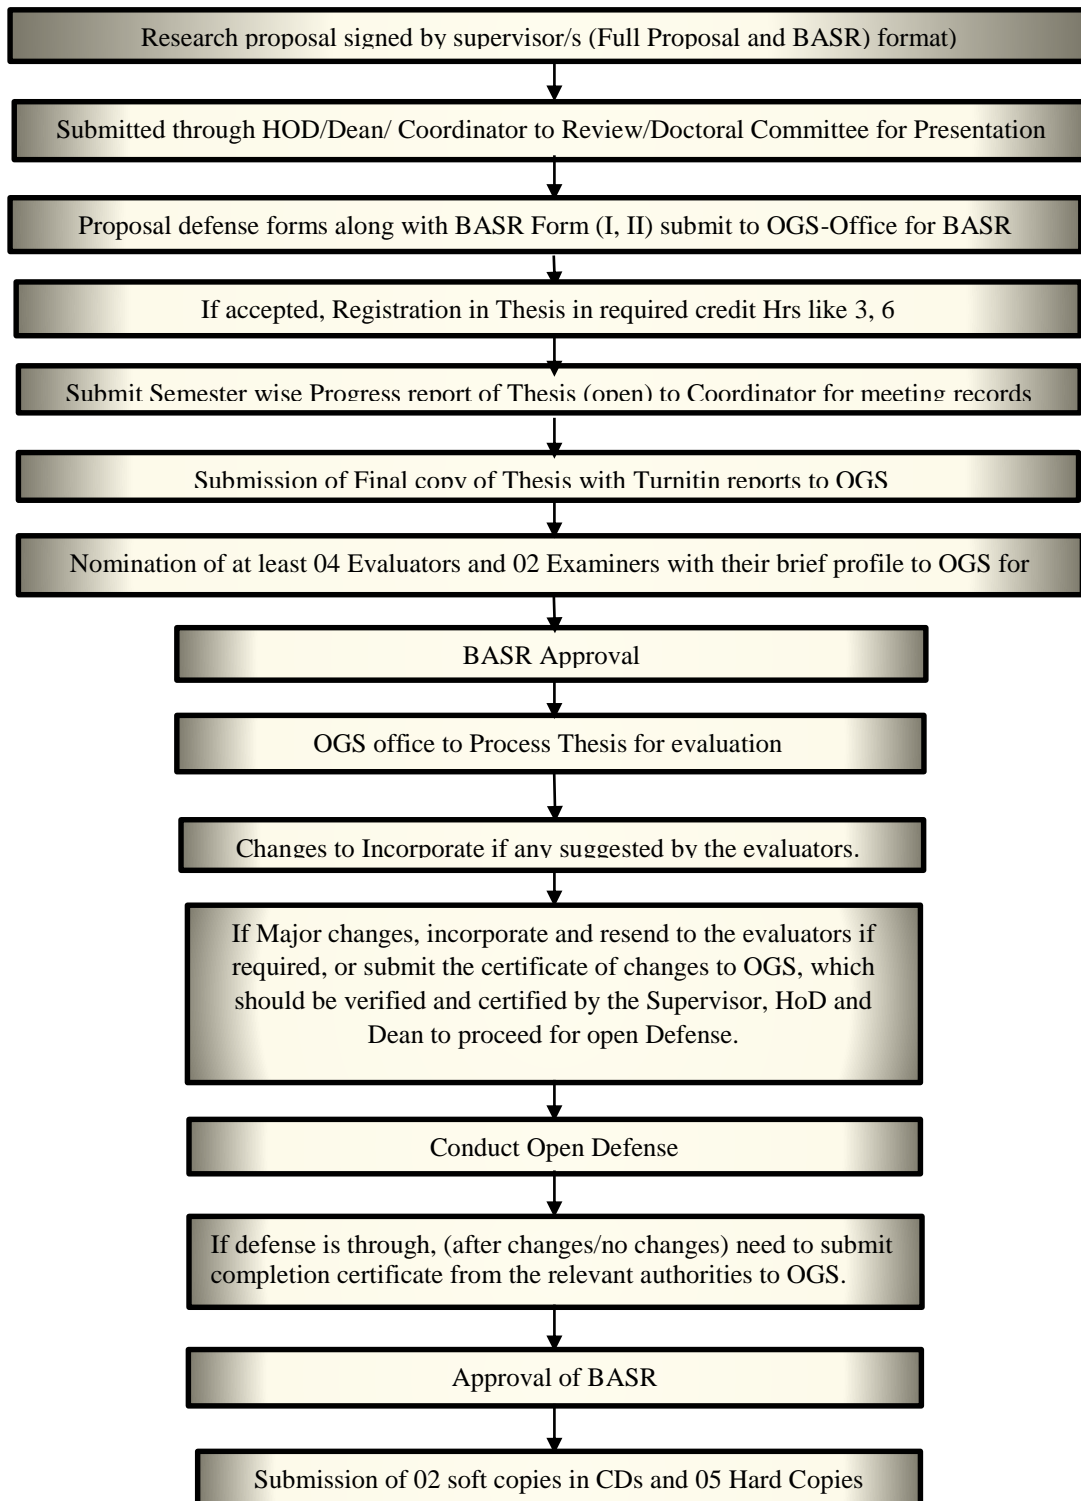 Research proposal signed by supervisor/s (Full Proposal and BASR) format)
Submitted through HOD/Dean/ Coordinator to Review/Doctoral Committee for Presentation
Proposal defense forms along with BASR Form (I, II) submit to OGS-Office for BASR
If accepted, Registration in Thesis in required credit Hrs like 3, 6
Submit Semester wise Progress report of Thesis (open) to Coordinator for meeting records
Submission of Final copy of Thesis with Turnitin reports to OGS
Nomination of at least 04 Evaluators and 02 Examiners with their brief profile to OGS for
BASR Approval
OGS office to Process Thesis for evaluation
Changes to Incorporate if any suggested by the evaluators.
If Major changes, incorporate and resend to the evaluators if
required, or submit the certificate of changes to OGS, which
should be verified and certified by the Supervisor, HoD and
Dean to proceed for open Defense.
Conduct Open Defense
If defense is through, (after changes/no changes) need to submit
completion certificate from the relevant authorities to OGS.
Approval of BASR
Submission of 02 soft copies in CDs and 05 Hard Copies